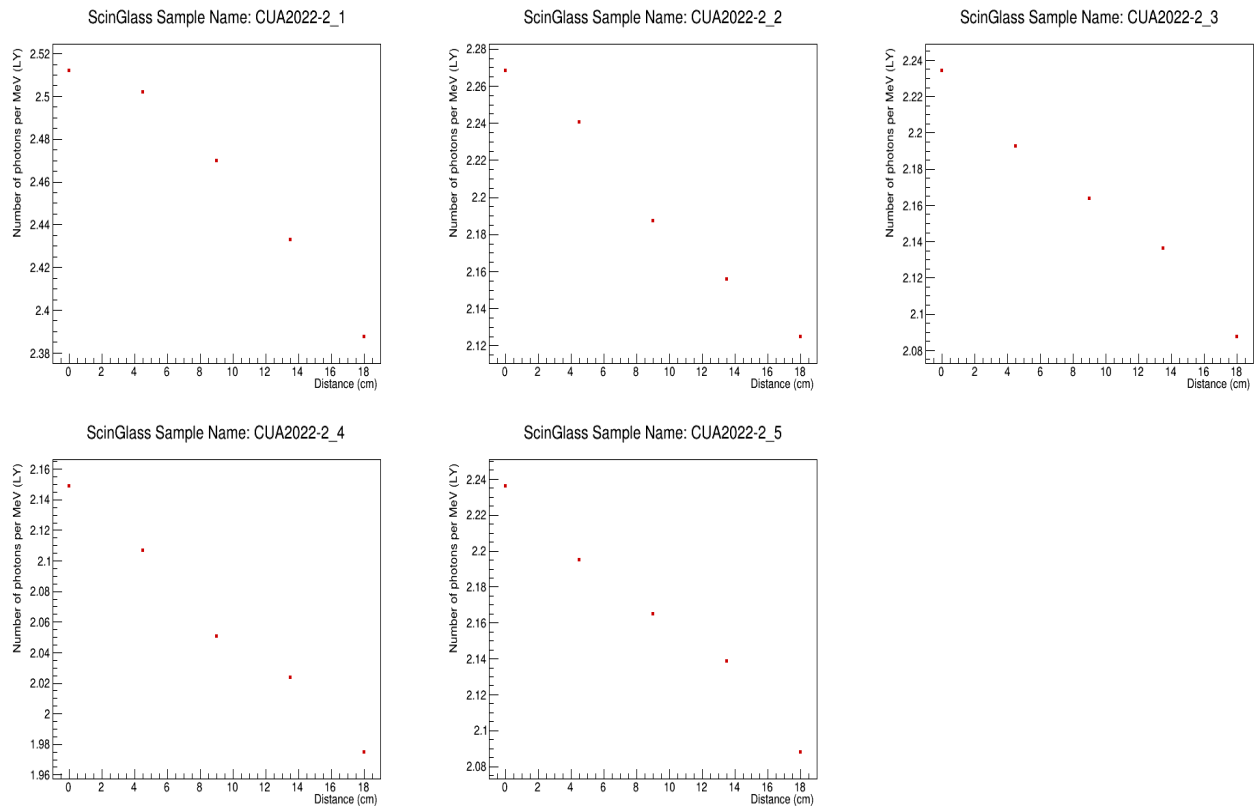 ScinGlass Sample Name: CUA2022-2_1
Number of photons per MeV (LY)
2.52
2.5
2.48
2.46
2.44
2.42
2.4
2.38
0 2 4 6 8 10 12 14 16 18
Distance (cm)
ScinGlass Sample Name: CUA2022-2_2
Number of photons per MeV (LY)
2.28
2.26
2.24
2.22
2.2
2.18
2.16
2.14
2.12
0 2 4 6 8 10 12 14 16 18
Distance (cm)
ScinGlass Sample Name: CUA2022-2_3
Number of photons per MeV (LY)
2.24
2.22
2.2
2.18
2.16
2.14
2.12
2.1
2.08
0 2 4 6 8 10 12 14 16 18
Distance (cm)
ScinGlass Sample Name: CUA2022-2_4
Number of photons per MeV (LY)
2.16
2.14
2.12
2.1
2.08
2.06
2.04
2.02
2
1.98
1.96
0 2 4 6 8 10 12 14 16 18
Distance (cm)
ScinGlass Sample Name: CUA2022-2_5
Number of photons per MeV (LY)
2.24
2.22
2.2
2.18
2.16
2.14
2.12
2.1
2.08
0 2 4 6 8 10 12 14 16 18
Distance (cm)